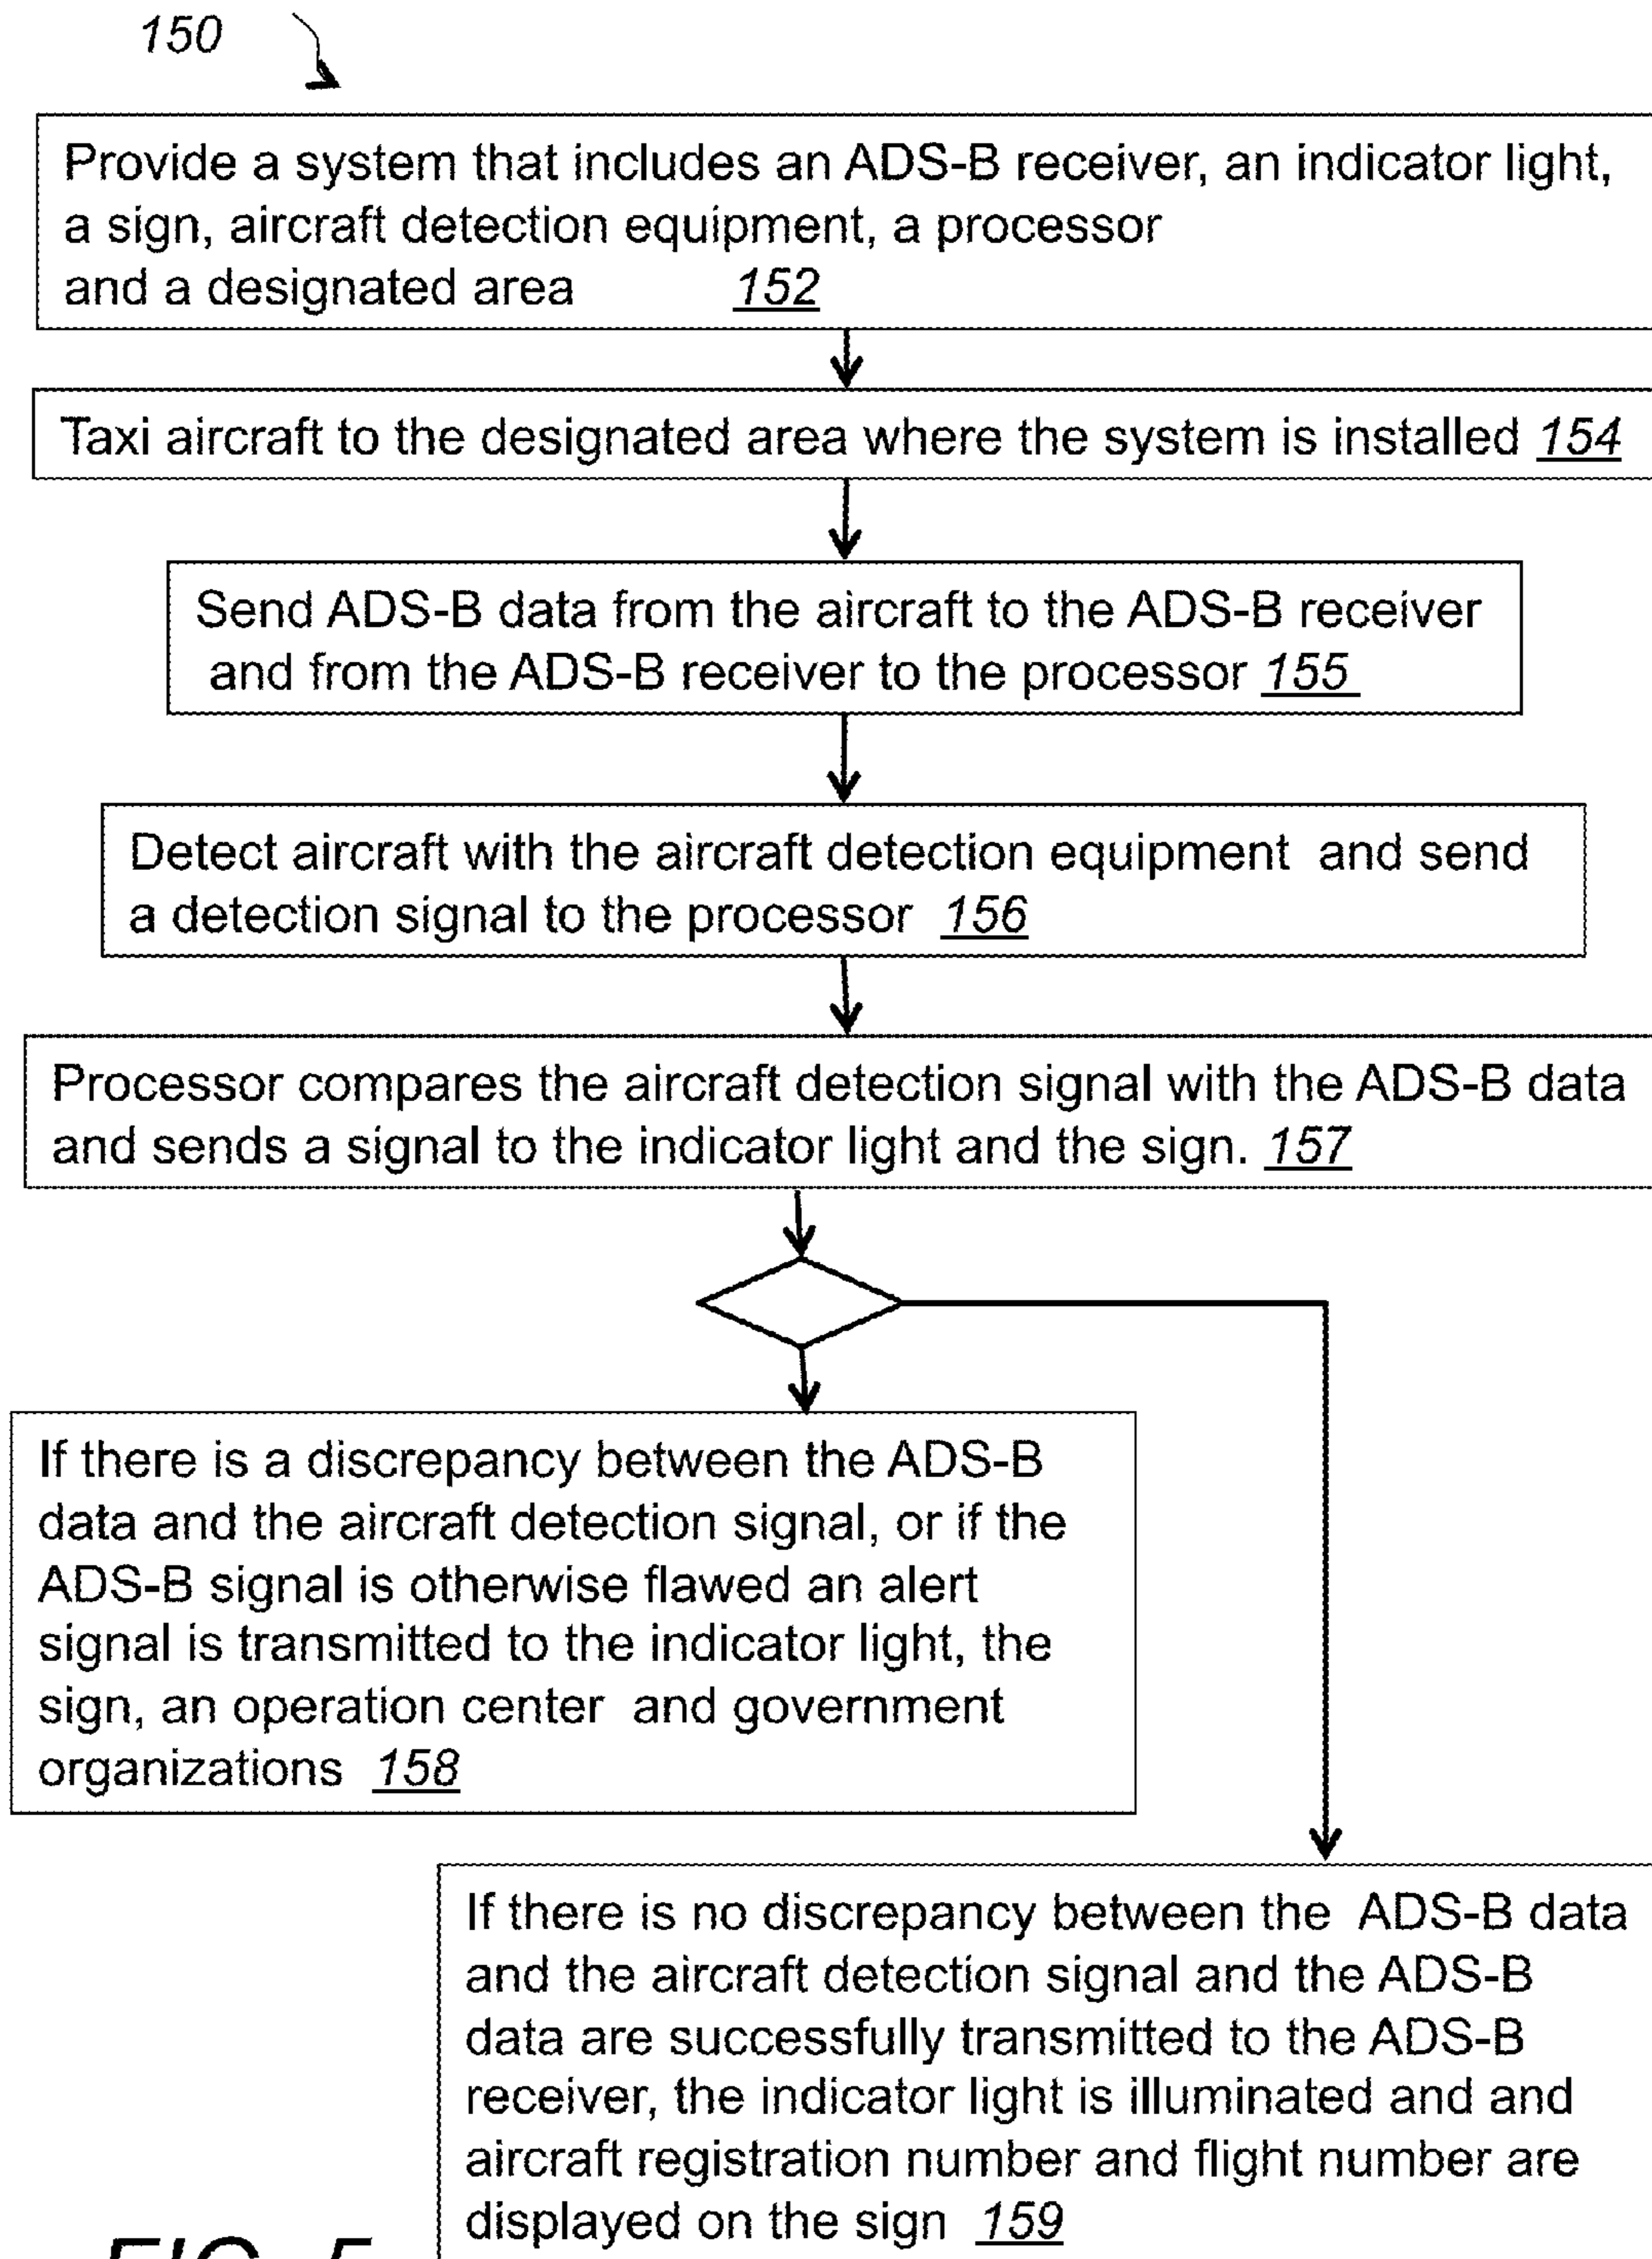 150
Provide a system that includes an ADS-B receiver, an indicator light,
a sign, aircraft detection equipment, a processor
and a designated area 152
Taxi aircraft to the designated area where the system is installed 154
Send ADS-B data from the aircraft to the ADS-B receiver
and from the ADS-B receiver to the processor 155
Detect aircraft with the aircraft detection equipment and send
a detection signal to the processor 156
Processor compares the aircraft detection signal with the ADS-B data
and sends a signal to the indicator light and the sign. 157
If there is a discrepancy between the ADS-B
data and the aircraft detection signal, or if the
ADS-B signal is otherwise flawed an alert
signal is transmitted to the indicator light, the
sign, an operation center and government
organizations 158
If there is no discrepancy between the ADS-B data
and the aircraft detection signal and the ADS-B
data are successfully transmitted to the ADS-B
receiver, the indicator light is illuminated and and
aircraft registration number and flight number are
displayed on the sign 159
FIG. 5